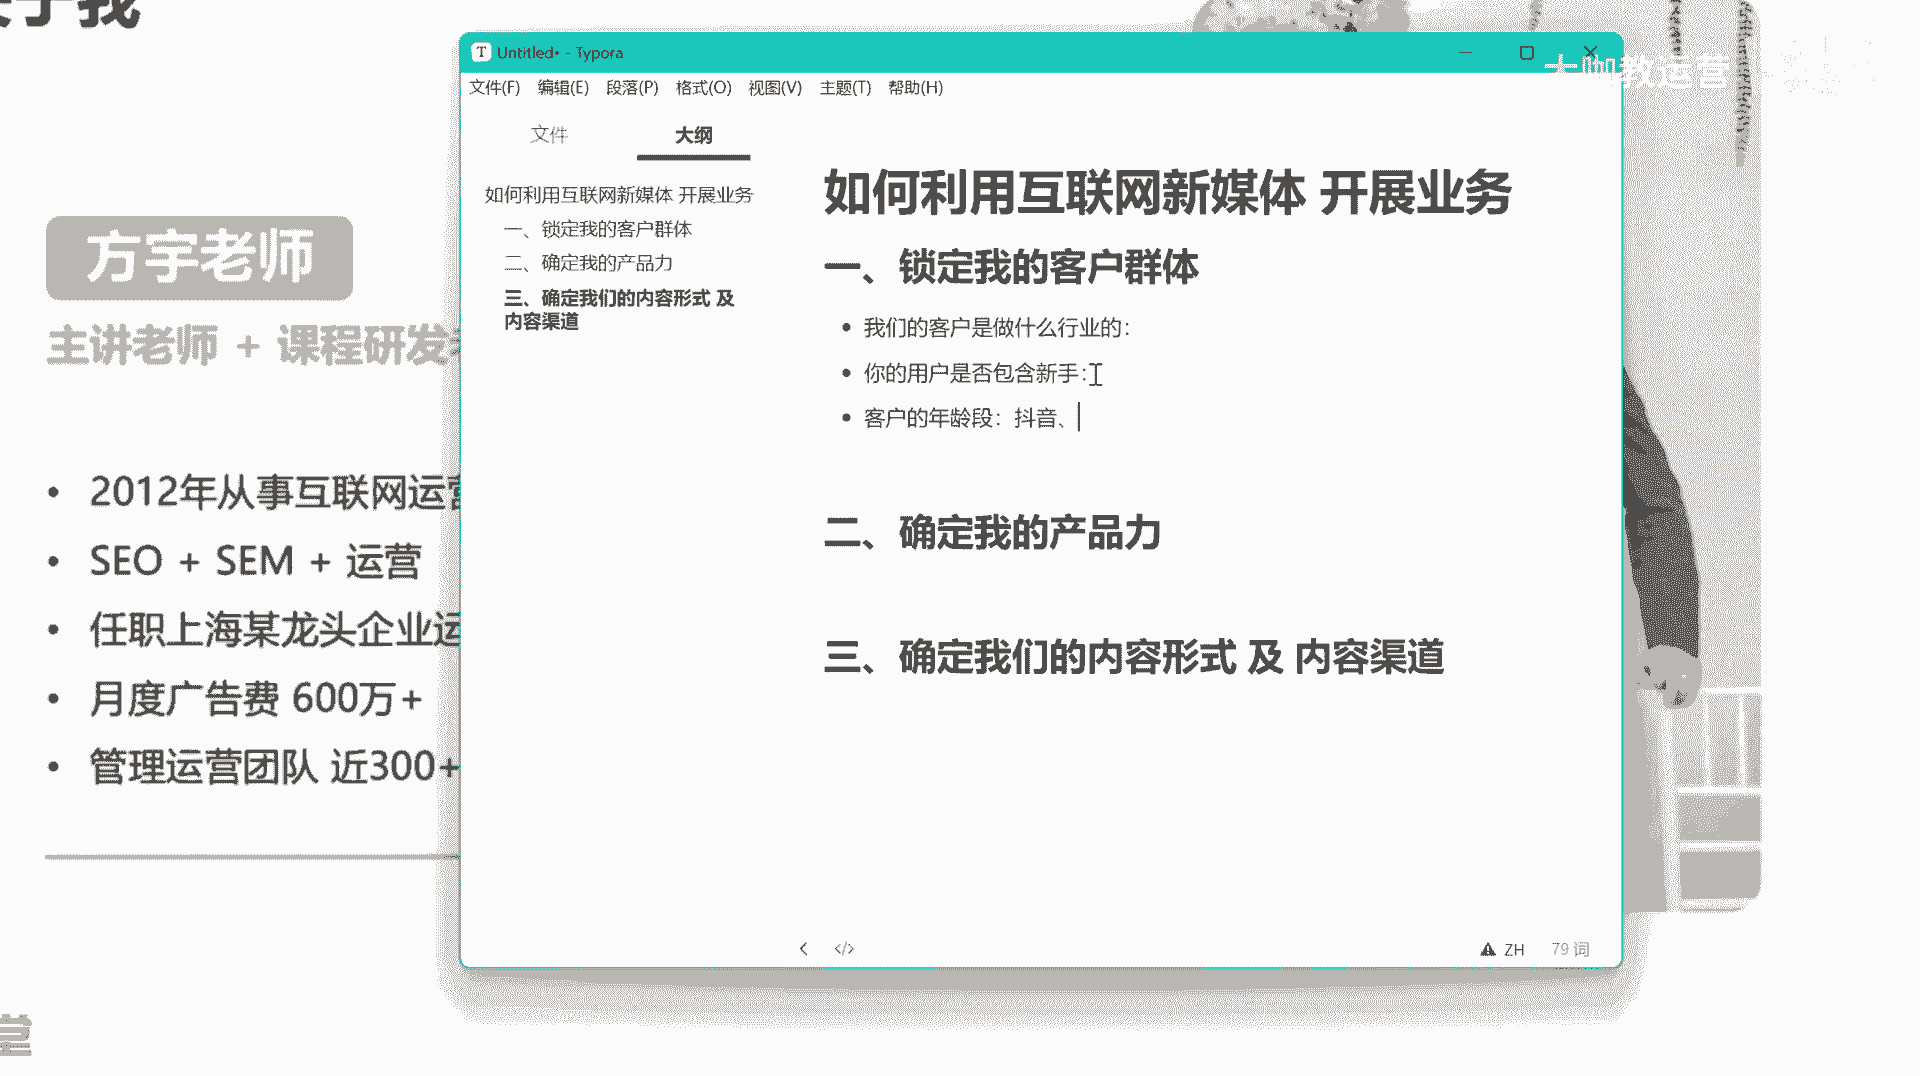 方宇老师
主讲老师 + 课程研发
• 2012年从事互联网运营
• SEO + SEM + 运营
• 任职上海某龙头企业运
• 月度广告费 600万+
• 管理运营团队 近300+
大咖教运营
T Untitled• - Typora
文件(F) 编辑(E) 段落(P) 格式(O) 视图(V) 主题(T) 帮助(H)
文件 大纲
如何利用互联网新媒体 开展业务
一、锁定我的客户群体
二、确定我的产品力
三、确定我们的内容形式 及
内容渠道
如何利用互联网新媒体 开展业务
一、锁定我的客户群体
• 我们的客户是做什么行业的:
• 你的用户是否包含新手:
• 客户的年龄段：抖音、
二、确定我的产品力
三、确定我们的内容形式 及 内容渠道
ZH 79 词